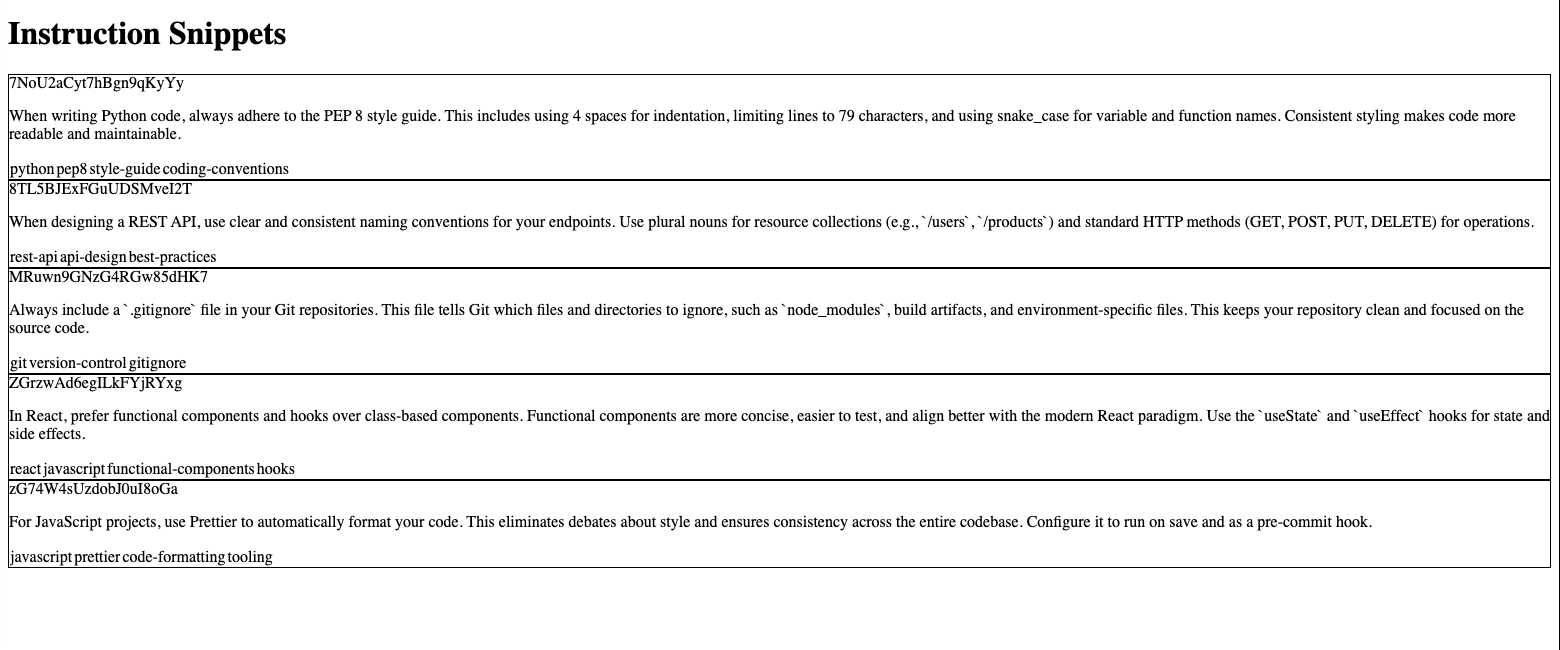 Instruction Snippets
7NoU2aCyt7hBgn9qKyYy
When writing Python code, always adhere to the PEP 8 style guide. This includes using 4 spaces for indentation, limiting lines to 79 characters, and using snake_case for variable and function names. Consistent styling makes code more
readable and maintainable.
python pep8 style-guide coding-conventions
8TL5BJExFGuUDSMveI2T
When designing a REST API, use clear and consistent naming conventions for your endpoints. Use plural nouns for resource collections (e.g., `/users`, `/products`) and standard HTTP methods (GET, POST, PUT, DELETE) for operations.
rest-api api-design best-practices
MRuwn9GNzG4RGw85dHK7
Always include a `.gitignore` file in your Git repositories. This file tells Git which files and directories to ignore, such as `node_modules`, build artifacts, and environment-specific files. This keeps your repository clean and focused on the
source code.
git version-control gitignore
ZGrzwAd6egILkFYjRYxg
In React, prefer functional components and hooks over class-based components. Functional components are more concise, easier to test, and align better with the modern React paradigm. Use the `useState` and `useEffect` hooks for state and
side effects.
react javascript functional-components hooks
zG74W4sUzdobJ0uI8oGa
For JavaScript projects, use Prettier to automatically format your code. This eliminates debates about style and ensures consistency across the entire codebase. Configure it to run on save and as a pre-commit hook.
javascript prettier code-formatting tooling